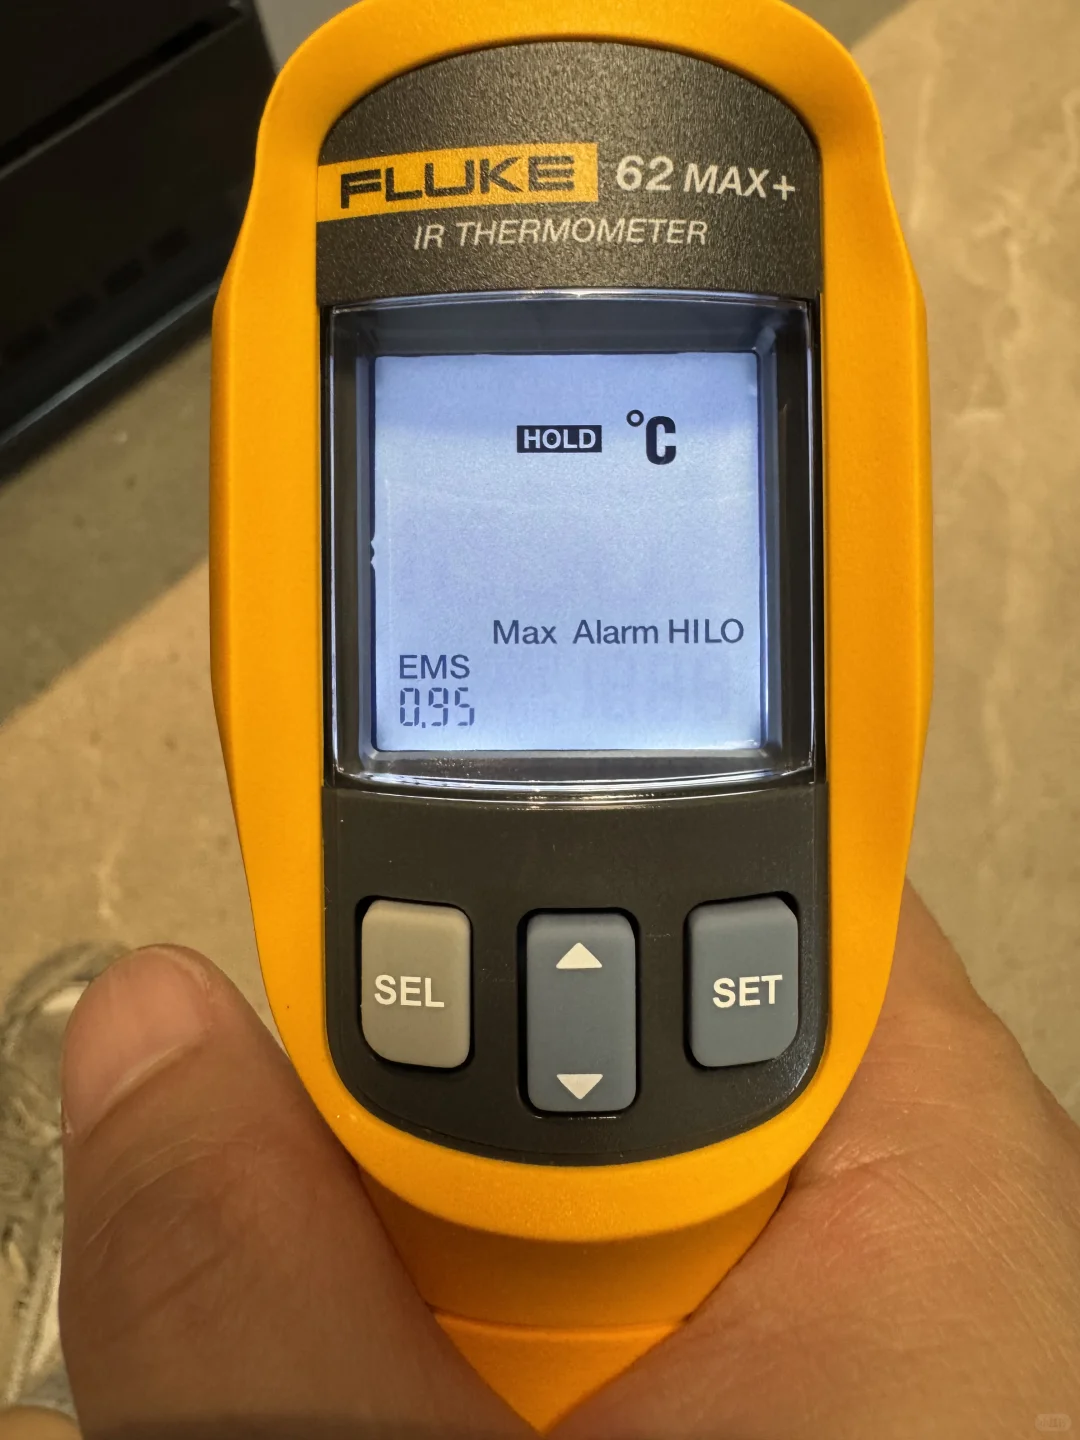 FLUKE 62 MAX+
IR THERMOMETER
HOLD °C
Max Alarm HILO
EMS
0.95
SEL
SET